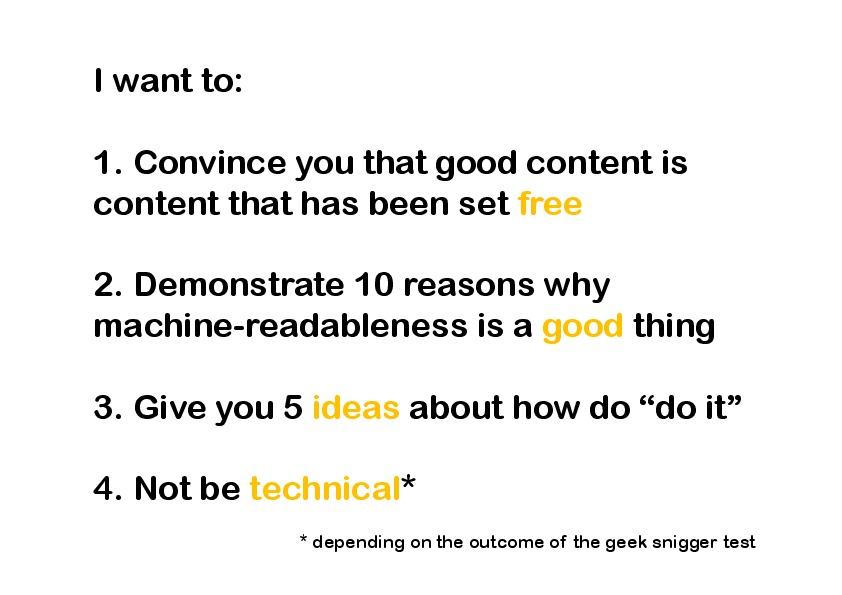 I want to:
1. Convince you that good content is
content that has been set free
2. Demonstrate 10 reasons why
machine-readableness is a good thing
3. Give you 5 ideas about how do “do it”
4. Not be technical*
* depending on the outcome of the geek snigger test